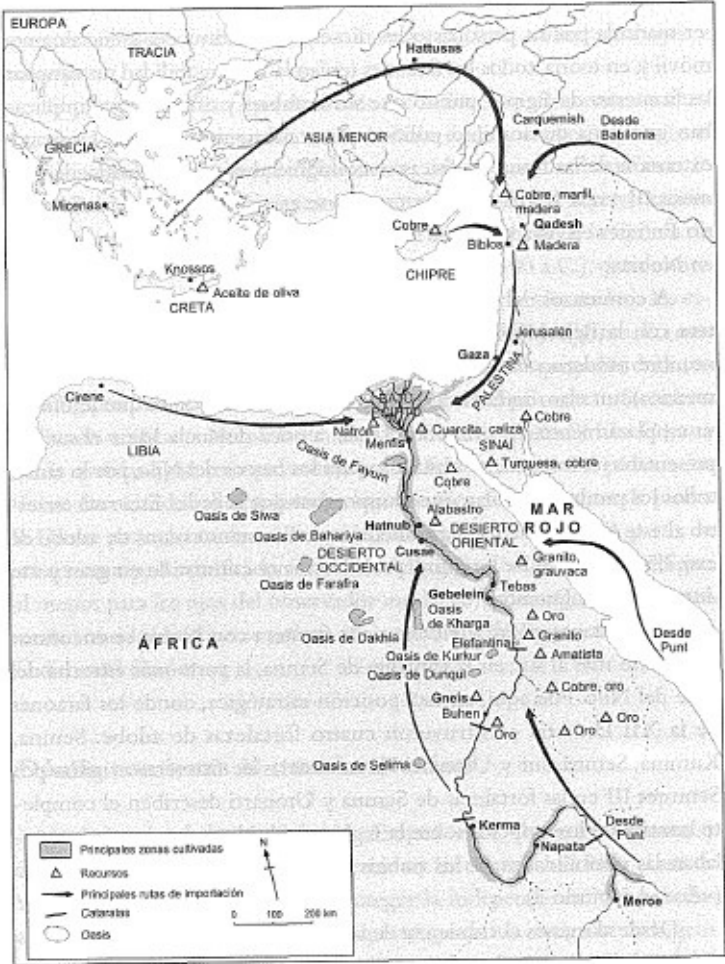 EUROPA
TRACIA
Hattusas
ASIA MENOR
Carquemish
Desde
Babilonia
GRECIA
Micenas
Cobre, marfil,
madera
Qadesh
Cobre
Biblos
Madera
CHIPRE
Knossos
Aceite de oliva
CRETA
Jerusalén
Gaza
PALESTINA
Cirene
BAJO
EGIPTO
Natrón
Cuarcita, caliza
Cobre
Menfis
SINAÍ
LIBIA
Oasis de Fayum
Turquesa, cobre
Cobre
Oasis de Siwa
Alabastro
MAR
ROJO
Hatnub
DESIERTO
ORIENTAL
Oasis de Bahariya
Cusae
DESIERTO
OCCIDENTAL
Granito,
grauvaca
Oasis de Farafra
Tebas
Gebelein
Oasis
de Kharga
Oro
Desde
Punt
Oasis de Dakhla
Granito
ÁFRICA
Elefantina
Amatista
Oasis de Kurkur
Oasis de Dunqul
Cobre, oro
Gneis
Buhen
Oro
Oro
Oro
Oasis de Selima
Desde
Punt
Kerma
Napata
Meroe
Principales zonas cultivadas
Recursos
Principales rutas de importación
Cataratas
Oasis
N
0 100 200 km